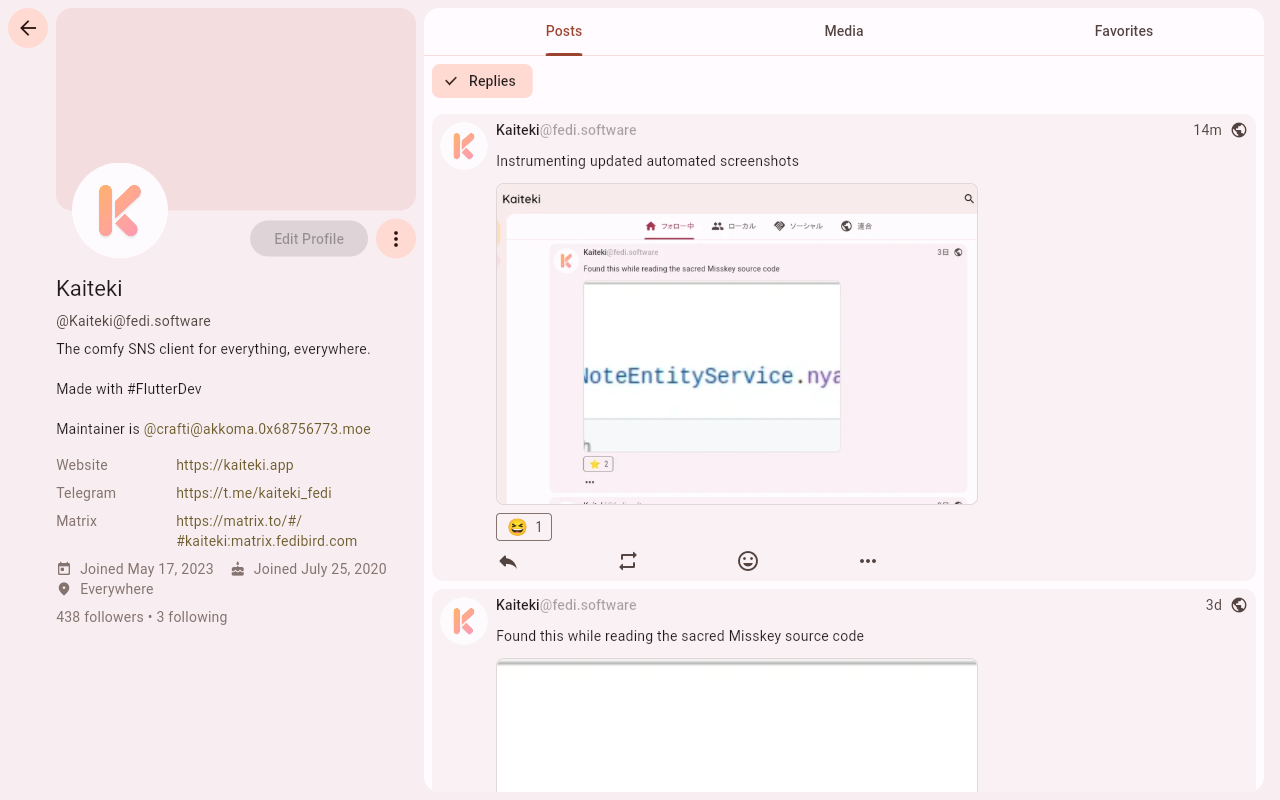 Posts
Media
Favorites
Replies
Kaiteki@fedi.software
14m
Instrumenting updated automated screenshots
Kaiteki
フォロー中
ローカル
ソーシャル
連合
Kaiteki@fedi.software
3日
Found this while reading the sacred Misskey source code
NoteEntityService.nya
2
1
Kaiteki@fedi.software
3d
Found this while reading the sacred Misskey source code
Edit Profile
Kaiteki
@Kaiteki@fedi.software
The comfy SNS client for everything, everywhere.
Made with #FlutterDev
Maintainer is @crafti@akkoma.0x68756773.moe
Website https://kaiteki.app
Telegram https://t.me/kaiteki_fedi
Matrix https://matrix.to/#/
#kaiteki:matrix.fedibird.com
Joined May 17, 2023 Joined July 25, 2020
Everywhere
438 followers • 3 following